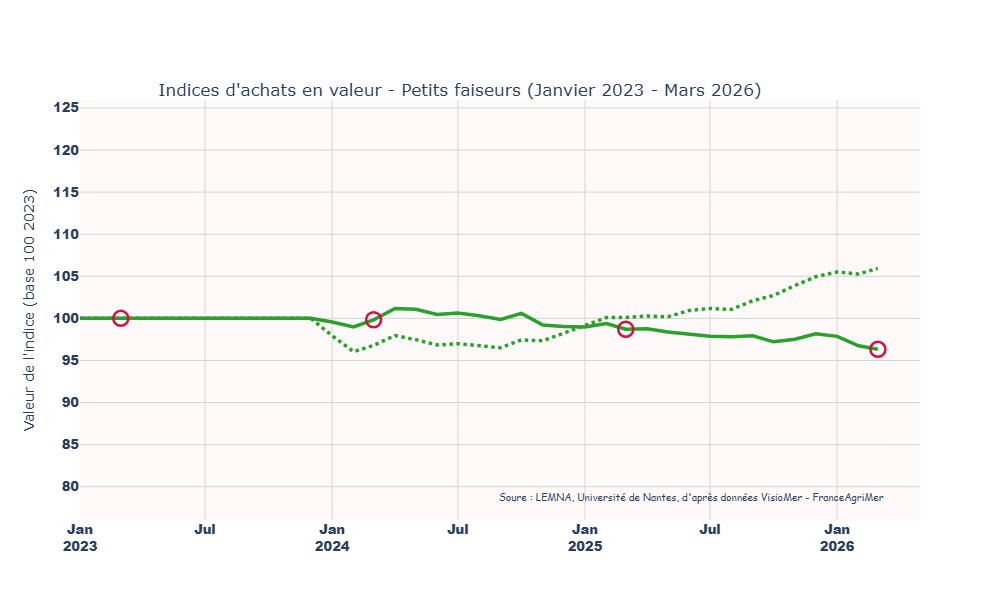 Indices d'achats en valeur - Petits faiseurs (Janvier 2023 - Mars 2026)
Valeur de l'indice (base 100 2023)
125
120
115
110
105
100
95
90
85
80
Soure : LEMNA, Université de Nantes, d'après données VisioMer - FranceAgriMer
Jan
2023
Jul
Jan
2024
Jul
Jan
2025
Jul
Jan
2026